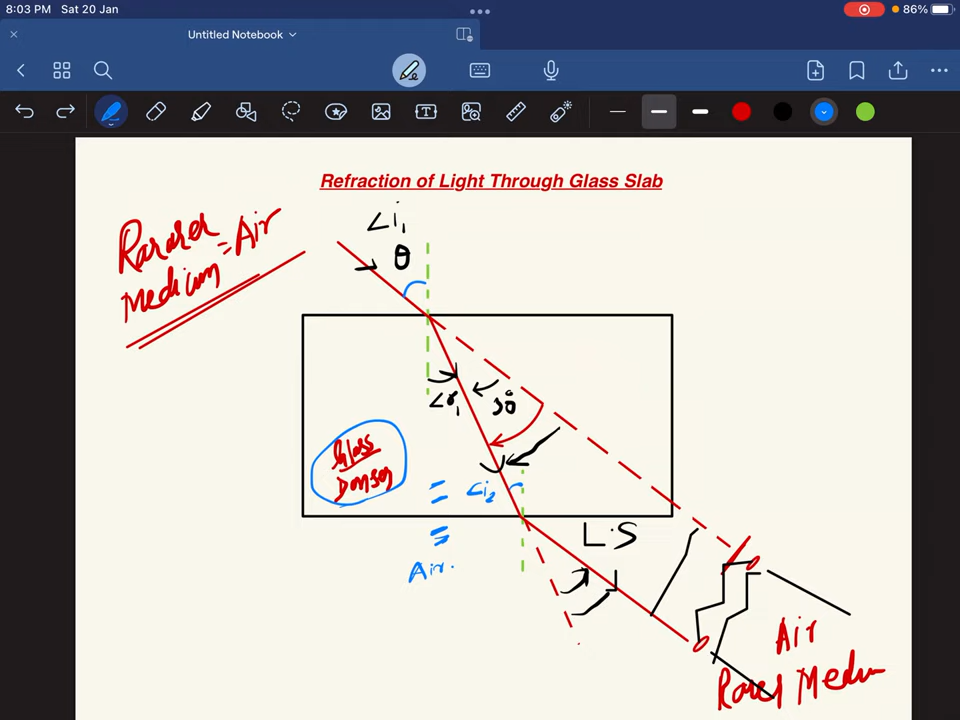 8:03 PM Sat 20 Jan
86%
Untitled Notebook
Refraction of Light Through Glass Slab
Rararer
Medium = Air
∠i₁
θ
∠r₁
30°
Glass
Denser
= ∠i₂ r
=
Air.
L.S
Air
Rarer Medium